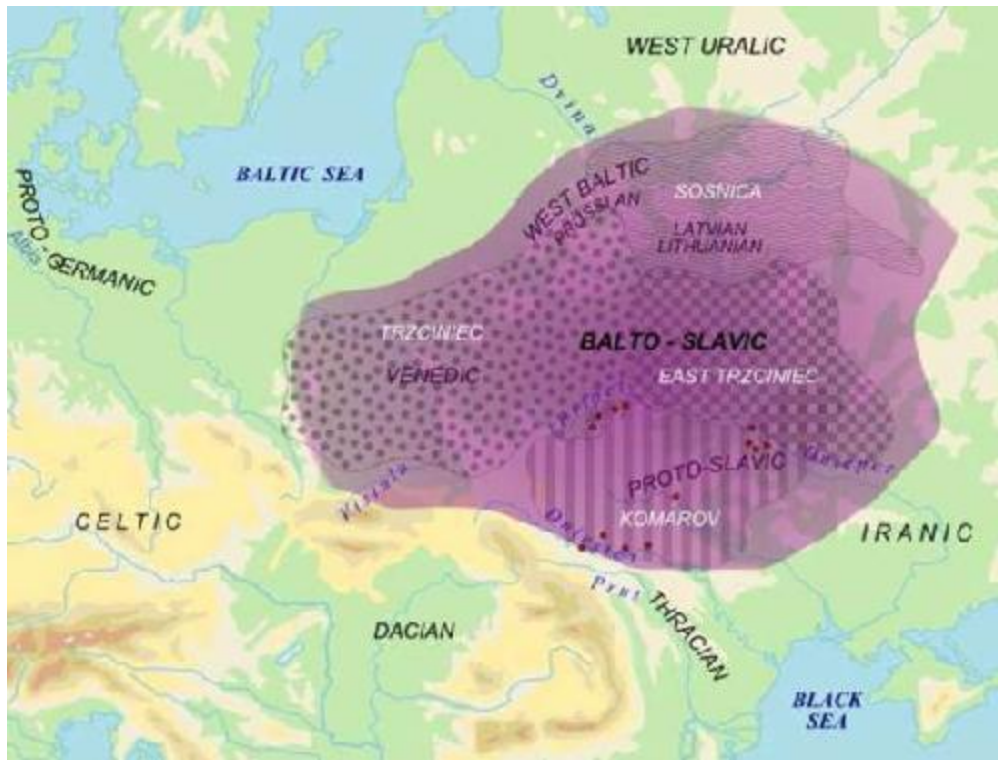 WEST URALIC
Dvina
BALTIC SEA
WEST BALTIC
PRUSSIAN
SOSNICA
PROTO-GERMANIC
Albis
LATVIAN
LITHUANIAN
TRZCINIEC
BALTO-SLAVIC
VENEDIC
EAST TRZCINIEC
PROTO-SLAVIC
Vistula
CELTIC
KOMAROV
IRANIC
Prut
THRACIAN
DACIAN
BLACK
SEA